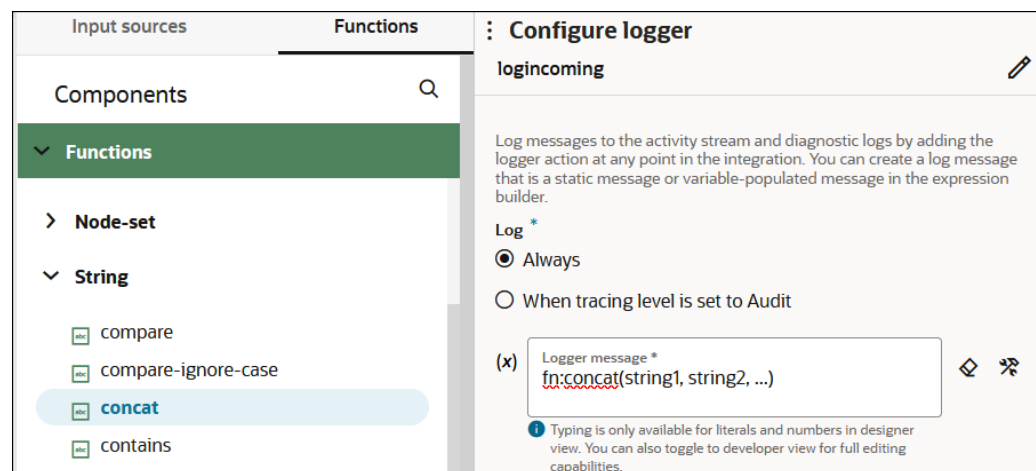 Input sources
Functions
Components
Functions
Node-set
String
abc compare
abc compare-ignore-case
abc concat
abc contains
Configure logger
logincoming
Log messages to the activity stream and diagnostic logs by adding the
logger action at any point in the integration. You can create a log message
that is a static message or variable-populated message in the expression
builder.
Log *
Always
When tracing level is set to Audit
(x)
Logger message *
fn:concat(string1, string2, ...)
Typing is only available for literals and numbers in designer
view. You can also toggle to developer view for full editing
capabilities.